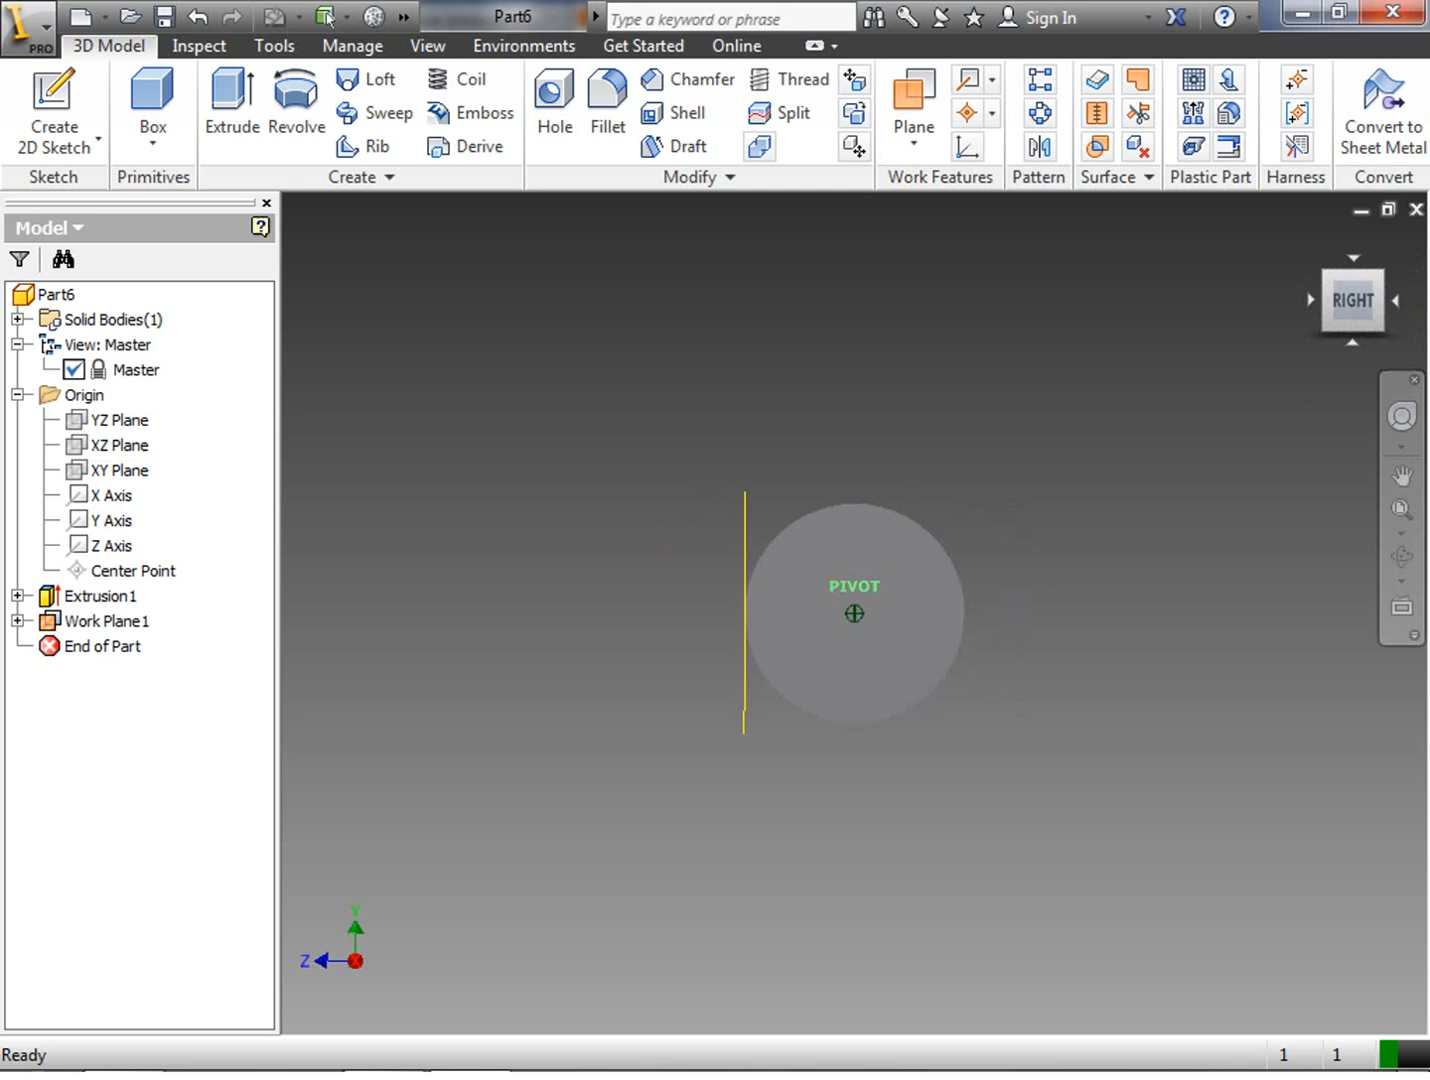 PRO
Part6
Type a keyword or phrase
Sign In
3D Model Inspect Tools Manage View Environments Get Started Online
Create
2D Sketch
Box
Extrude
Revolve
Loft
Coil
Sweep
Emboss
Rib
Derive
Hole
Fillet
Chamfer
Thread
Shell
Split
Draft
Plane
Convert to
Sheet Metal
Sketch Primitives Create Modify Work Features Pattern Surface Plastic Part Harness Convert
Model
Part6
Solid Bodies(1)
View: Master
Master
Origin
YZ Plane
XZ Plane
XY Plane
X Axis
Y Axis
Z Axis
Center Point
Extrusion1
Work Plane1
End of Part
RIGHT
PIVOT
Y
Z
Ready
1 1